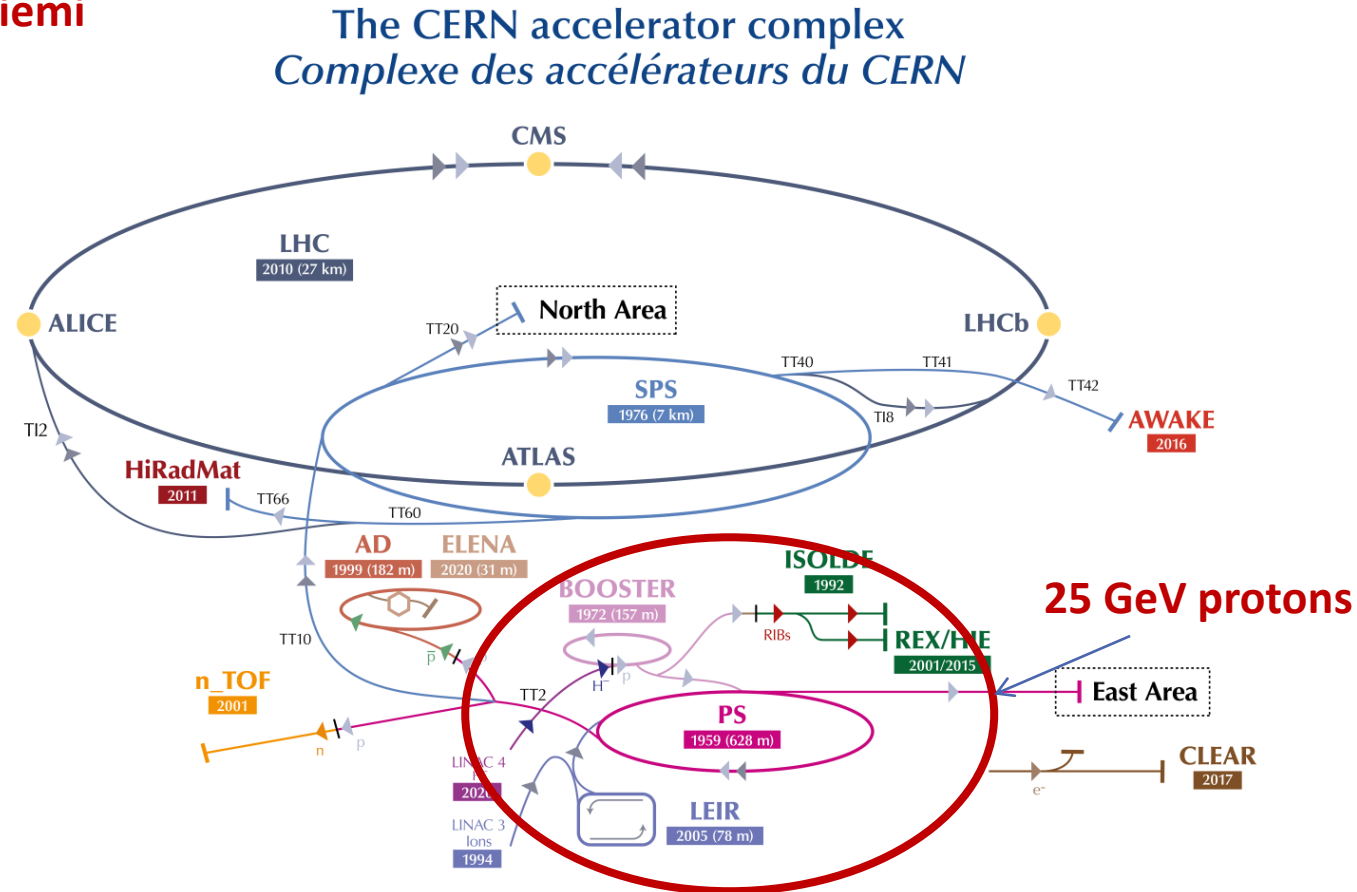 iemi
The CERN accelerator complex
Complexe des accélérateurs du CERN
CMS
LHC
2010 (27 km)
North Area
ALICE
LHCb
TT20
TT40
TT41
SPS
TT42
1976 (7 km)
TI8
AWAKE
2016
TI2
ATLAS
HiRadMat
2011
TT66
TT60
AD
ELENA
1999 (182 m)
2020 (31 m)
ISOLDE
1992
BOOSTER
1972 (157 m)
25 GeV protons
RIBs
REX/HIE
2001/2015
TT10
p̄
H⁻
p
n_TOF
2001
TT2
East Area
PS
1959 (628 m)
n
p
LINAC 4
2020
CLEAR
2017
e⁻
LEIR
2005 (78 m)
LINAC 3
Ions
1994